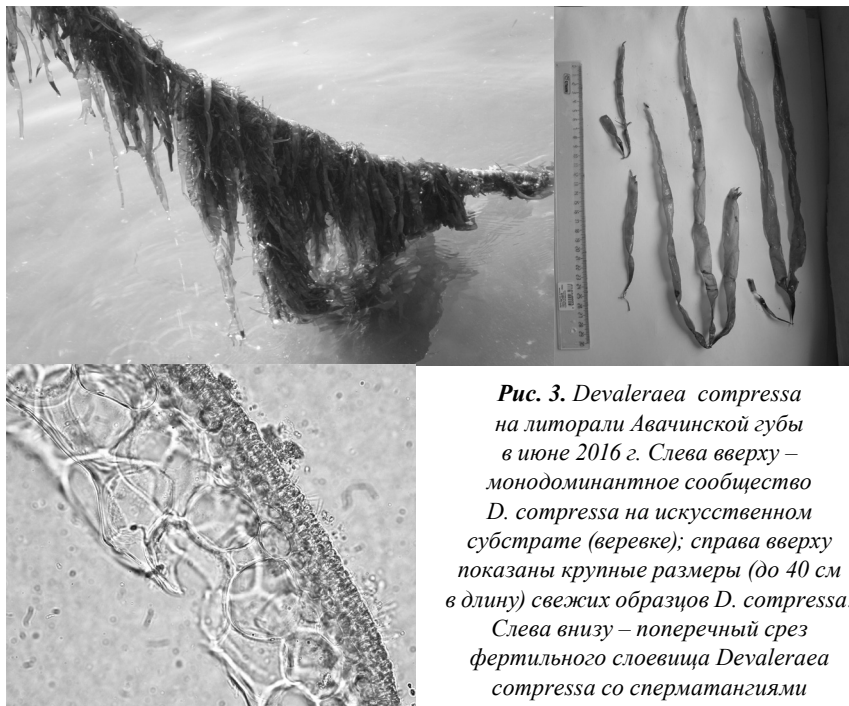 Рис. 3. Devaleraea compressa
на литорали Авачинской губы
в июне 2016 г. Слева вверху –
монодоминантное сообщество
D. compressa на искусственном
субстрате (веревке); справа вверху
показаны крупные размеры (до 40 см
в длину) свежих образцов D. compressa.
Слева внизу – поперечный срез
фертильного слоевища Devaleraea
compressa со сперматангиями